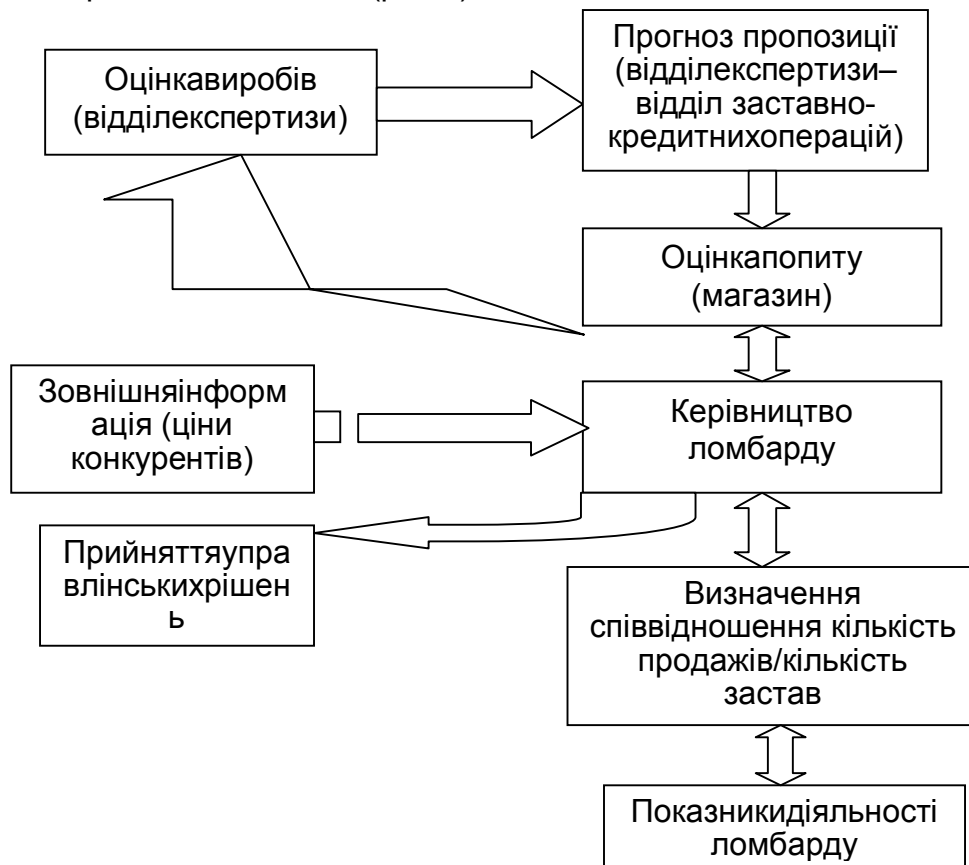 Оцінкавиробів
(відділекспертизи)
Прогноз пропозиції
(відділекспертизи–
відділ заставно-
кредитнихоперацій)
Оцінкапопиту
(магазин)
Зовнішняінформ
ація (ціни
конкурентів)
Керівництво
ломбарду
Прийняттяупра
влінськихрішен
ь
Визначення
співвідношення кількість
продажів/кількість
застав
Показникидіяльності
ломбарду